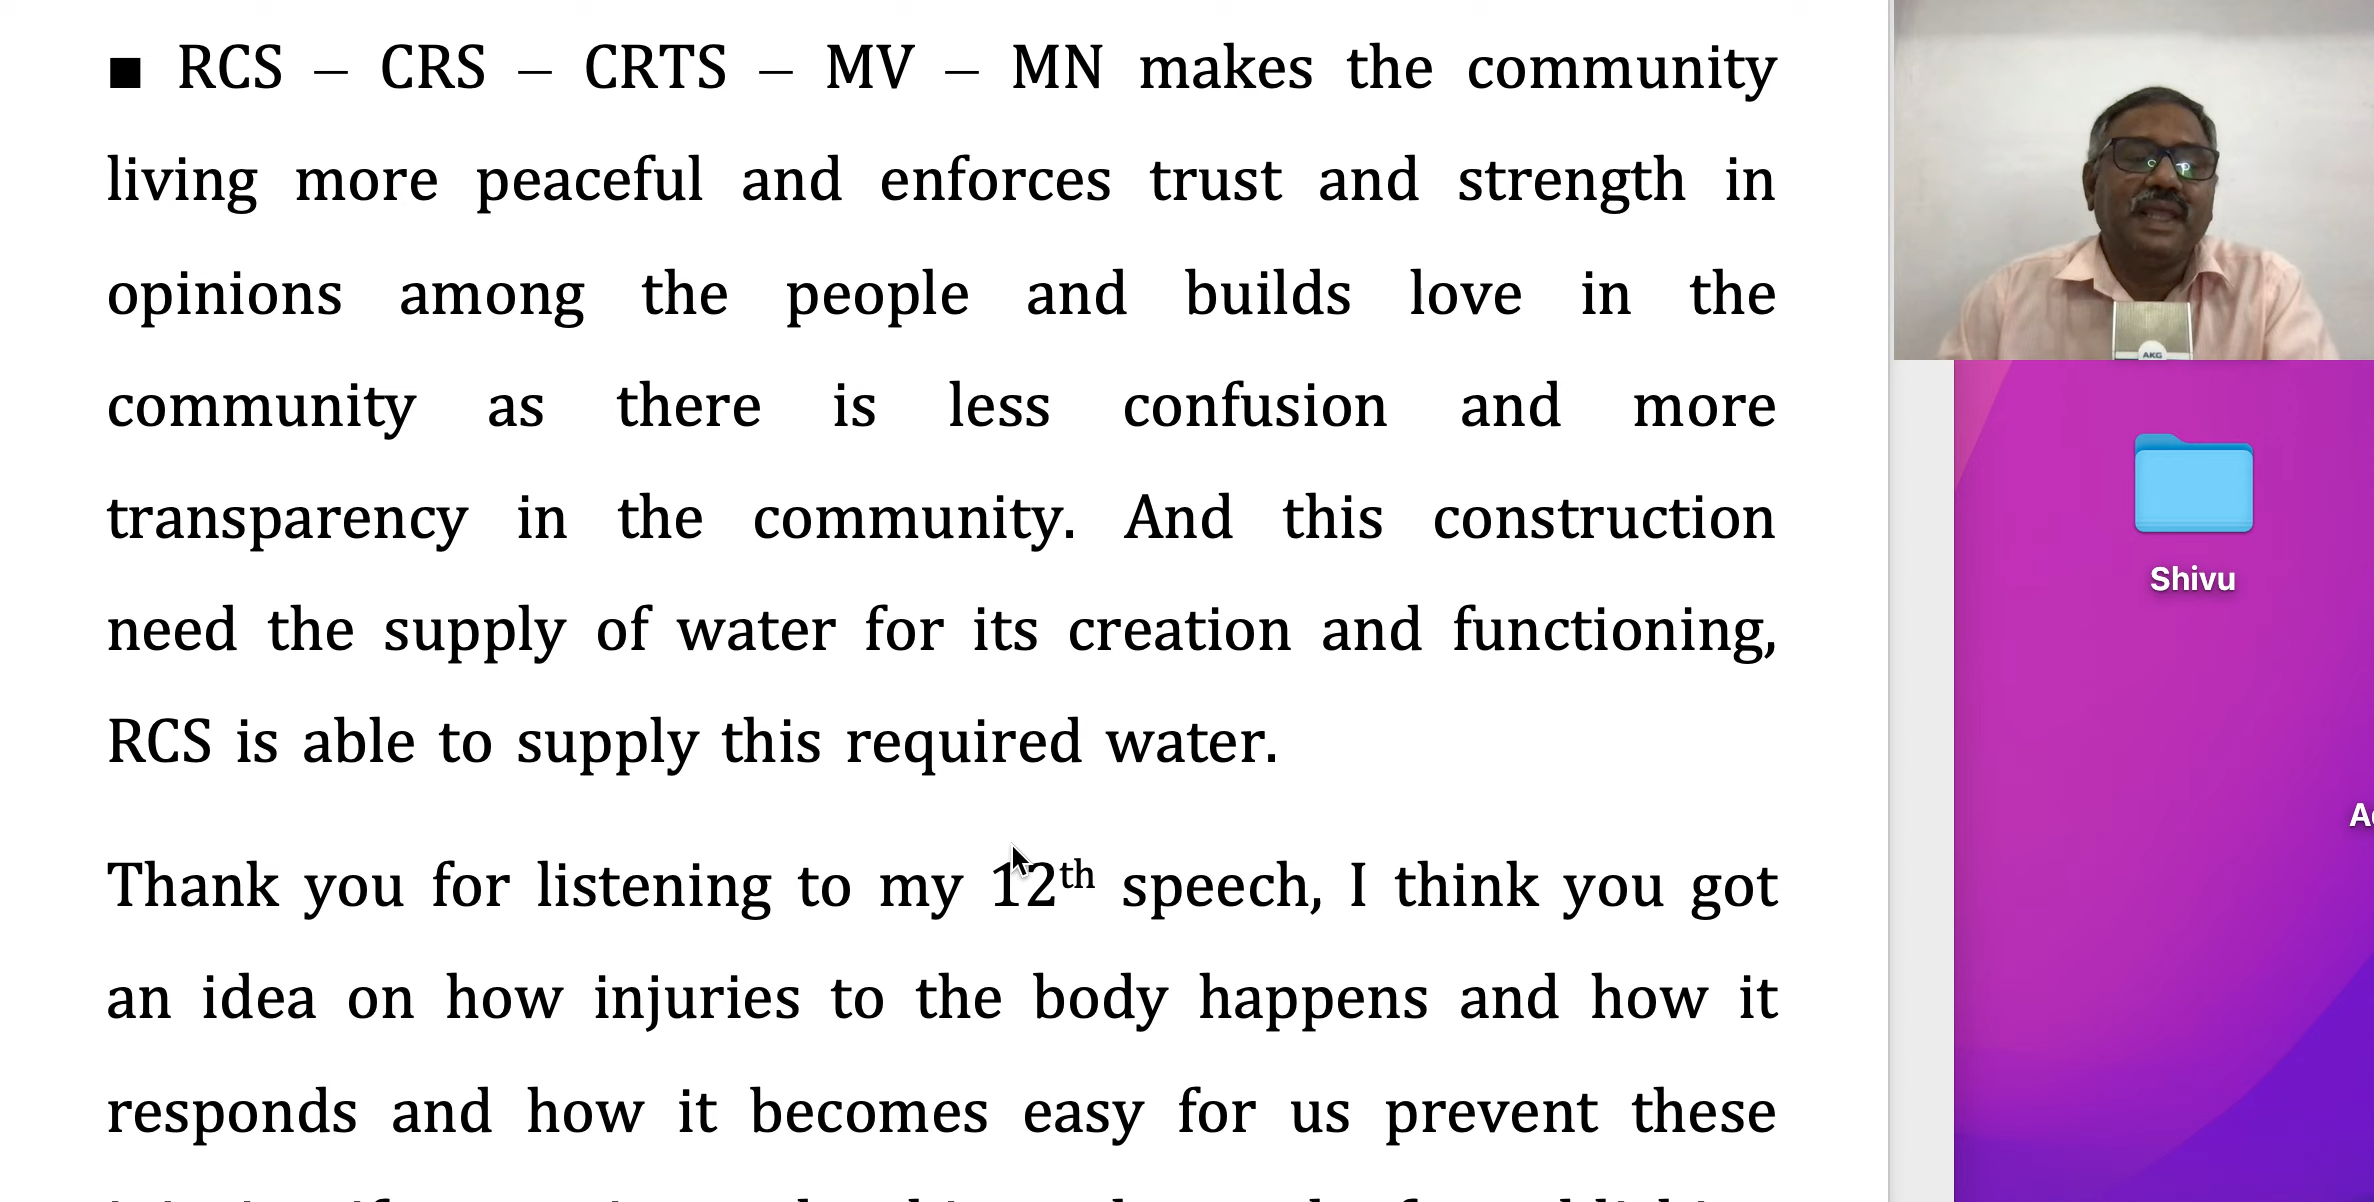 ■ RCS – CRS – CRTS – MV – MN makes the community
living more peaceful and enforces trust and strength in
opinions among the people and builds love in the
community as there is less confusion and more
transparency in the community. And this construction
need the supply of water for its creation and functioning,
RCS is able to supply this required water.
Thank you for listening to my 12th speech, I think you got
an idea on how injuries to the body happens and how it
responds and how it becomes easy for us prevent these
AKG
Shivu